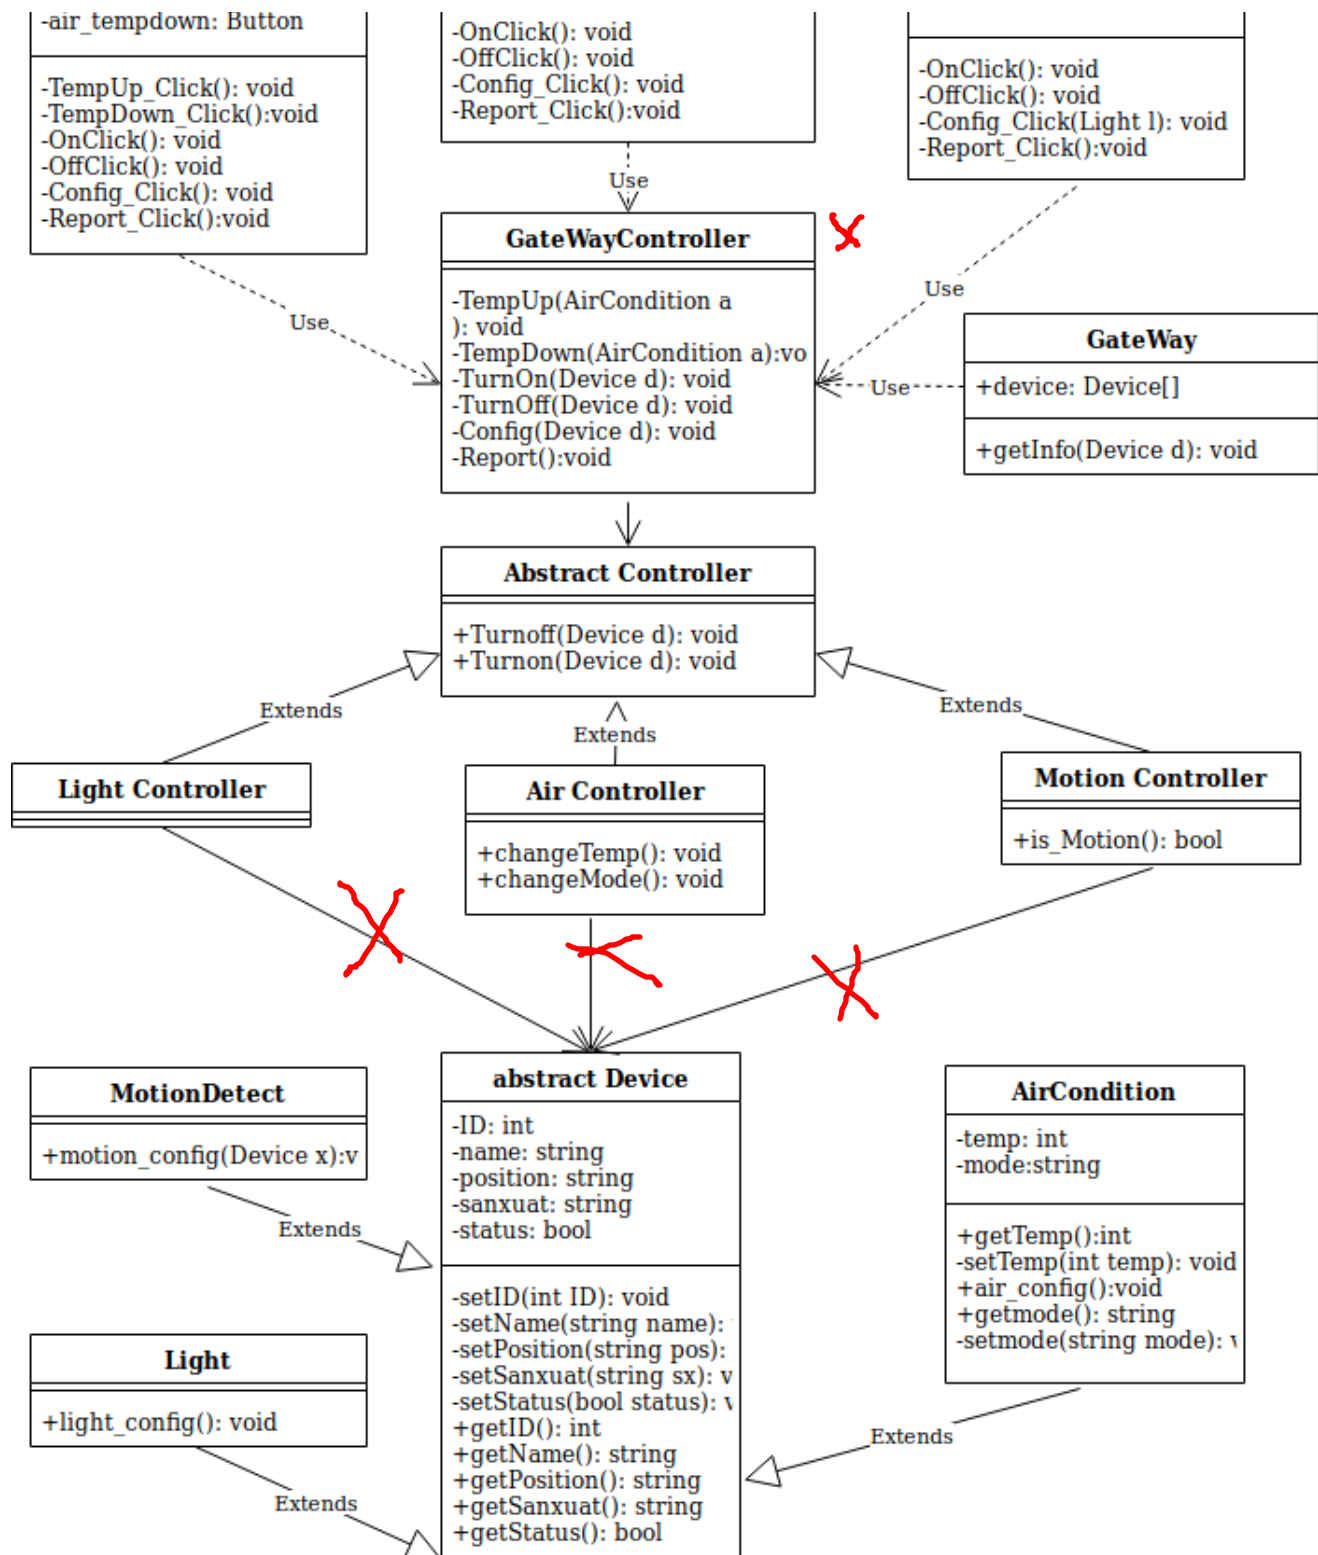 -air_tempdown: Button
-TempUp_Click(): void
-TempDown_Click():void
-OnClick(): void
-OffClick(): void
-Config_Click(): void
-Report_Click():void
-OnClick(): void
-OffClick(): void
-Config_Click(): void
-Report_Click():void
-OnClick(): void
-OffClick(): void
-Config_Click(Light l): void
-Report_Click():void
Use
Use
Use
Use
GateWayController
-TempUp(AirCondition a
): void
-TempDown(AirCondition a):vo
-TurnOn(Device d): void
-TurnOff(Device d): void
-Config(Device d): void
-Report():void
GateWay
+device: Device[]
+getInfo(Device d): void
Abstract Controller
+Turnoff(Device d): void
+Turnon(Device d): void
Extends
Extends
Extends
Light Controller
Air Controller
+changeTemp(): void
+changeMode(): void
Motion Controller
+is_Motion(): bool
MotionDetect
+motion_config(Device x):v
Extends
Light
+light_config(): void
Extends
abstract Device
-ID: int
-name: string
-position: string
-sanxuat: string
-status: bool
-setID(int ID): void
-setName(string name):
-setPosition(string pos):
-setSanxuat(string sx): v
-setStatus(bool status): v
+getID(): int
+getName(): string
+getPosition(): string
+getSanxuat(): string
+getStatus(): bool
AirCondition
-temp: int
-mode:string
+getTemp():int
-setTemp(int temp): void
+air_config():void
+getmode(): string
-setmode(string mode): v
Extends